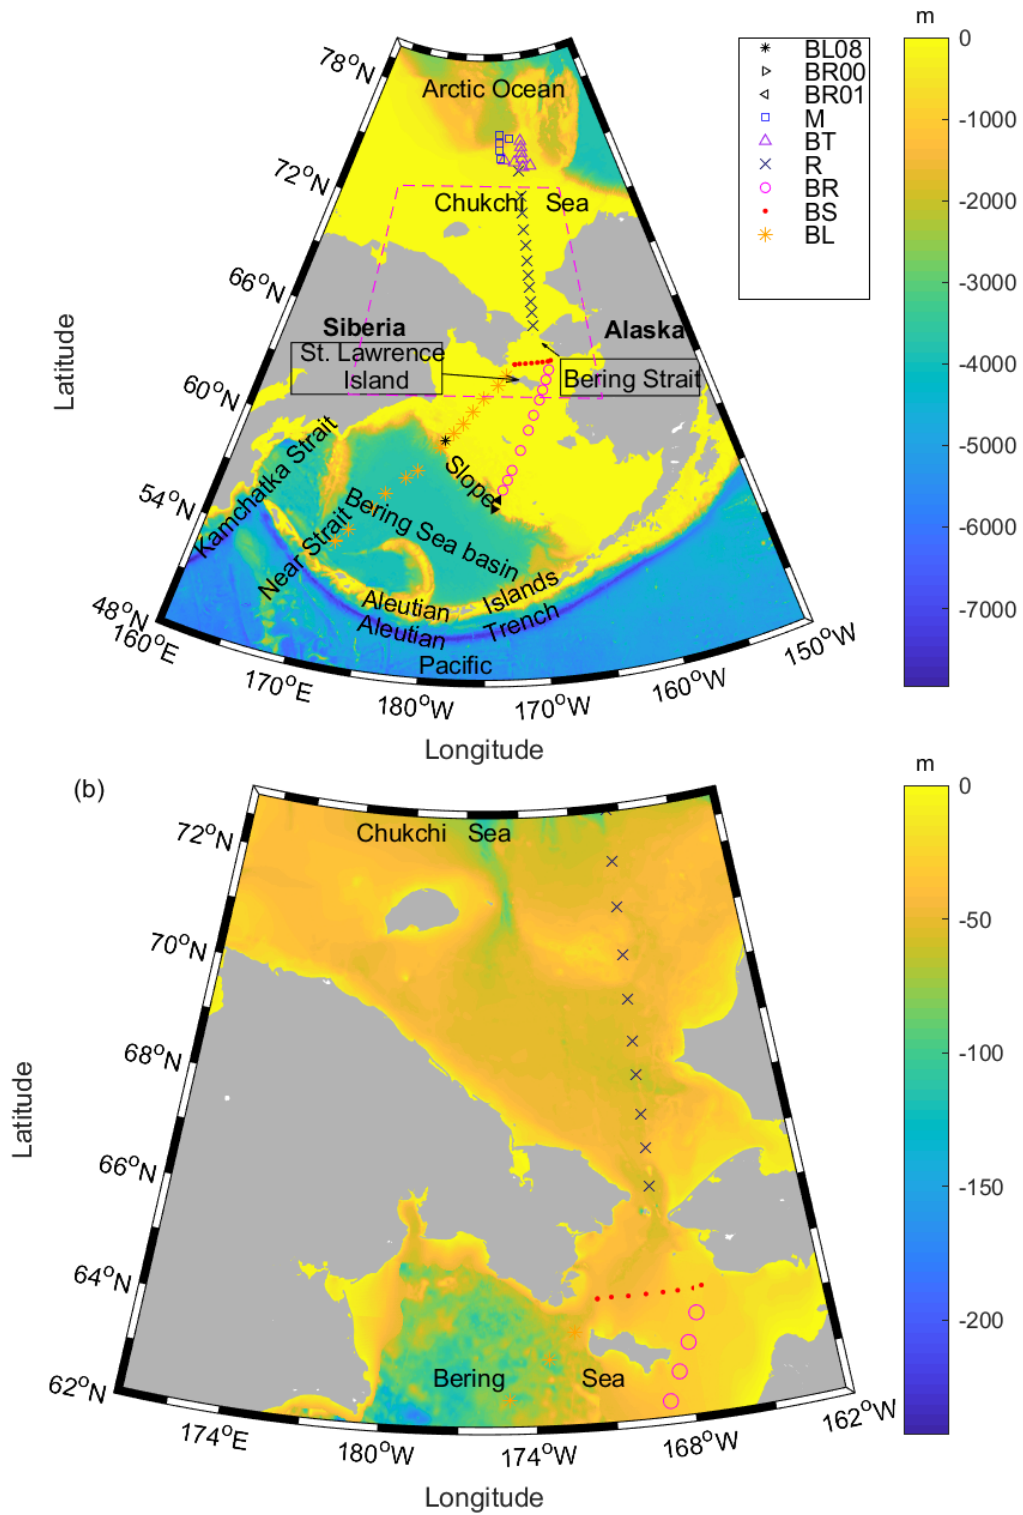 m
0
-1000
-2000
-3000
-4000
-5000
-6000
-7000
BL08
BR00
BR01
M
BT
R
BR
BS
BL
78°N
72°N
66°N
60°N
54°N
48°N
Latitude
Arctic Ocean
Chukchi Sea
Siberia
Alaska
St. Lawrence
Island
Bering Strait
Slope
Kamchatka Strait
Near Strait
Bering Sea basin
Aleutian Islands
Aleutian Trench
Pacific
160°E
170°E
180°W
170°W
160°W
150°W
Longitude
(b)
m
0
-50
-100
-150
-200
72°N
70°N
68°N
66°N
64°N
62°N
Latitude
Chukchi Sea
Bering Sea
174°E
180°W
174°W
168°W
162°W
Longitude